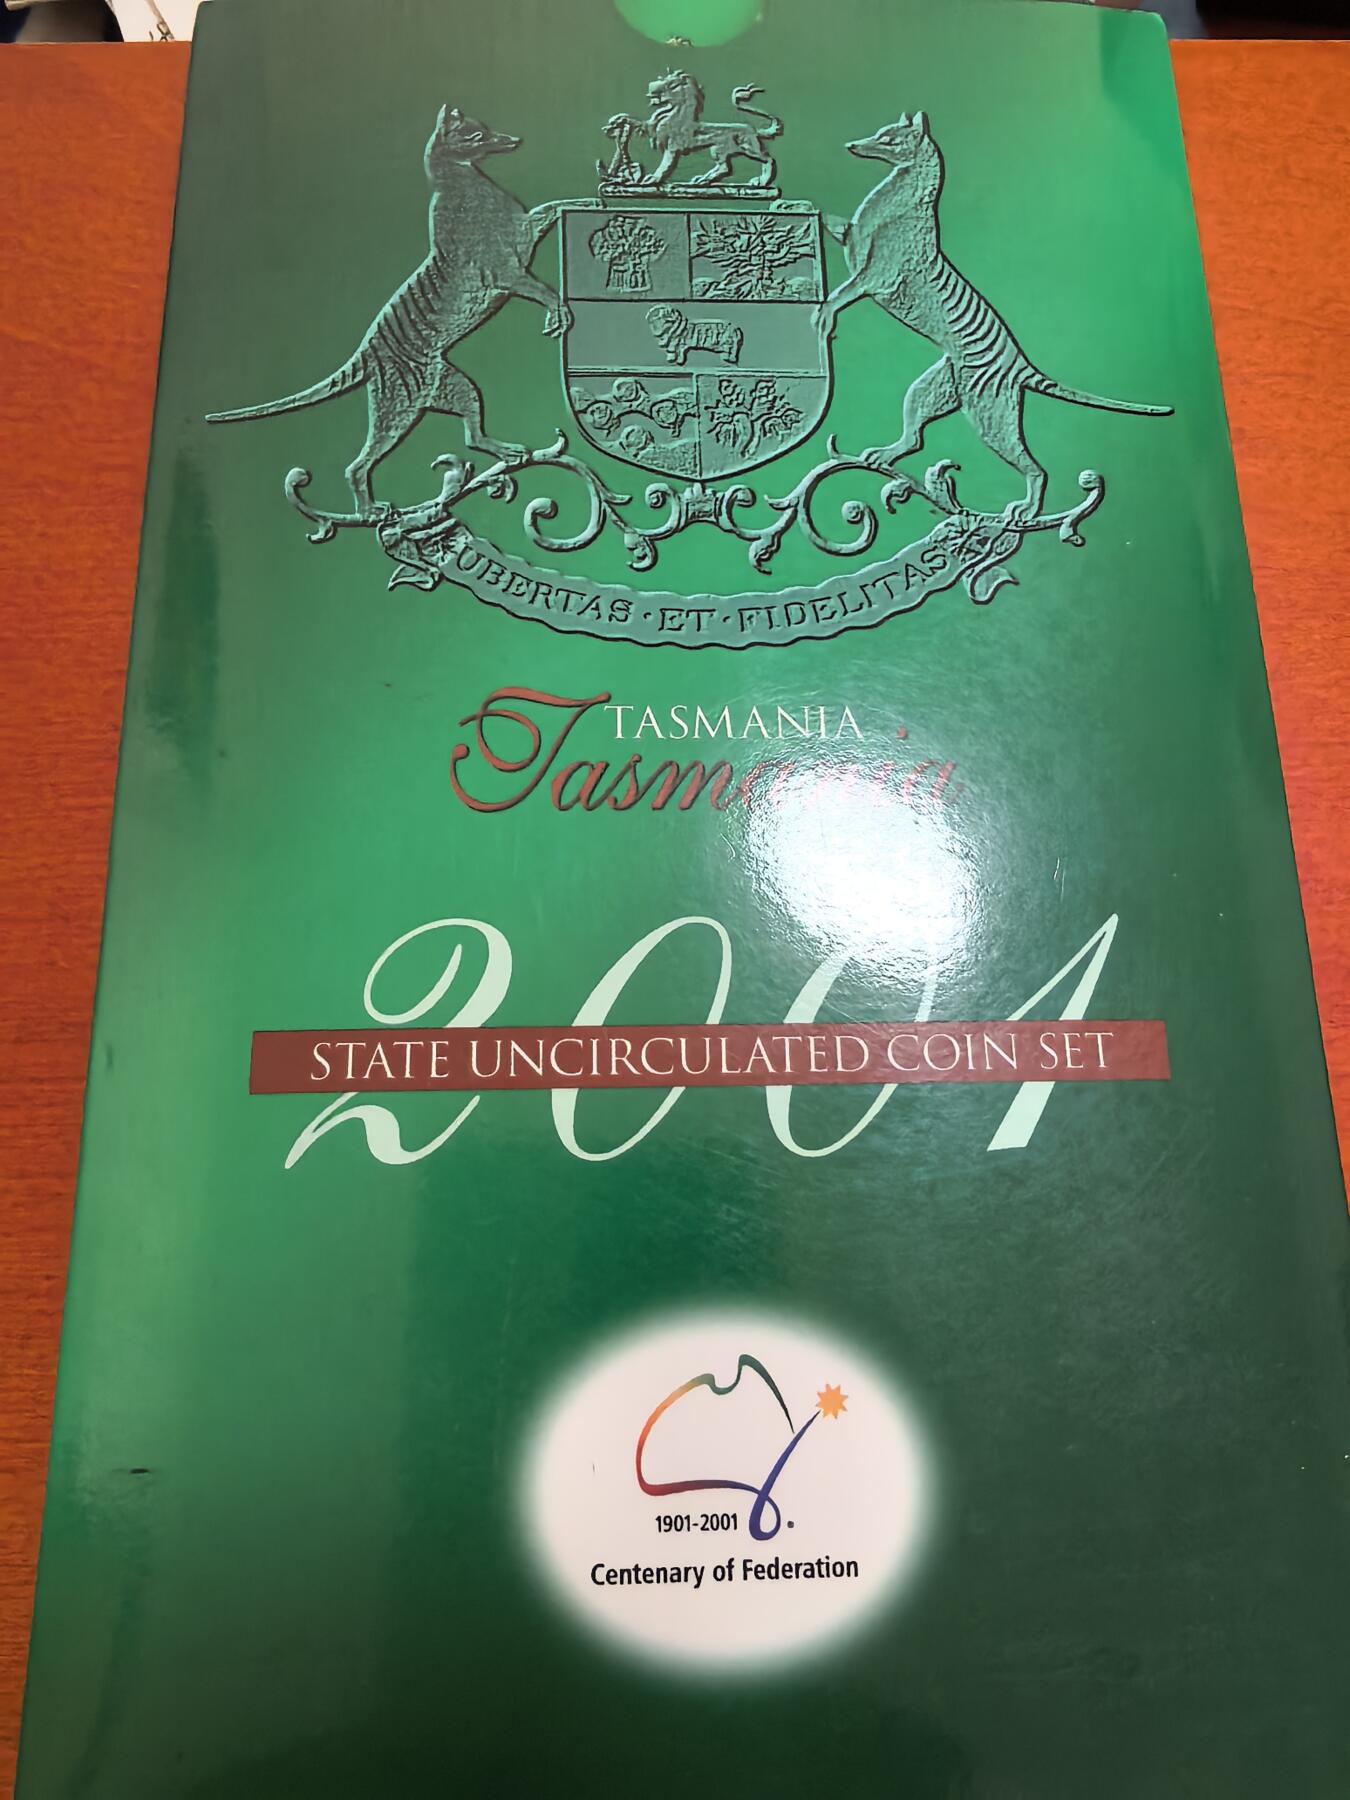 UBERTAS · ET · FIDELITAS
TASMANIA
Tasmania
2001
STATE UNCIRCULATED COIN SET
1901-2001
Centenary of Federation